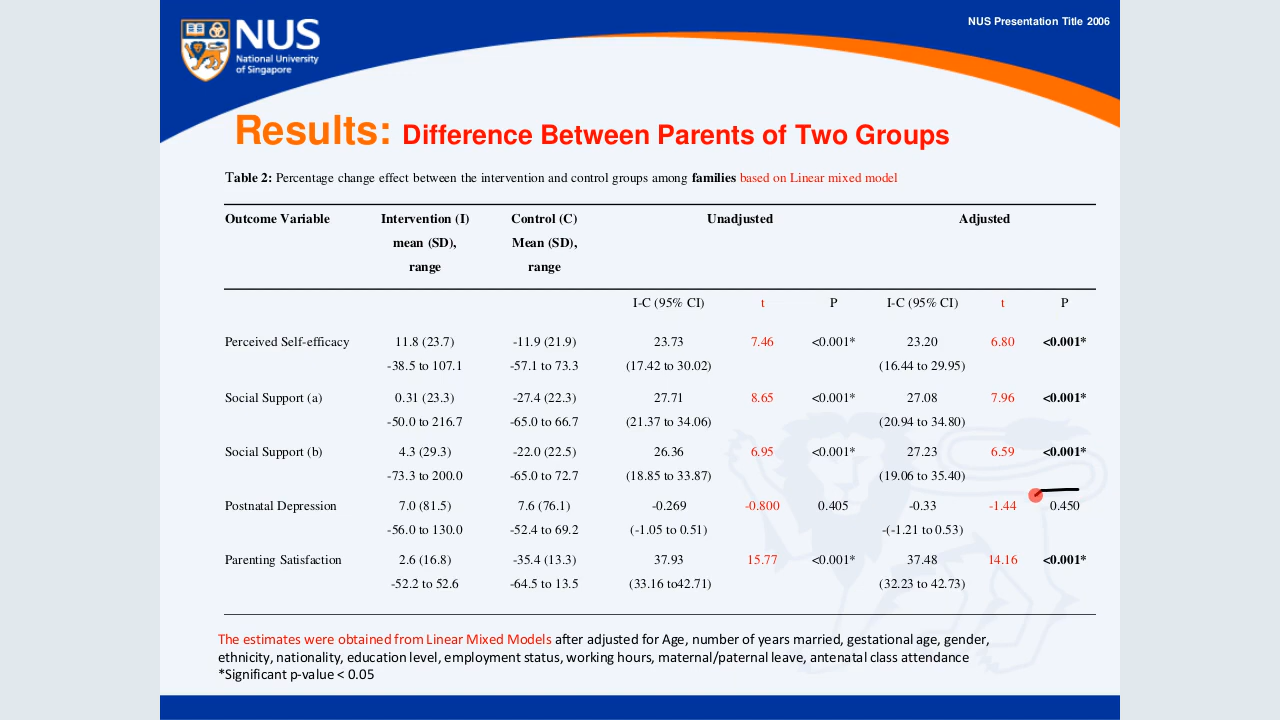 NUS Presentation Title 2006
NUS
National University
of Singapore
Results: Difference Between Parents of Two Groups
Table 2: Percentage change effect between the intervention and control groups among families based on Linear mixed model
Outcome Variable Intervention (I) Control (C) Unadjusted Adjusted
mean (SD), Mean (SD),
range range
I-C (95% CI) t P I-C (95% CI) t P
Perceived Self-efficacy 11.8 (23.7) -11.9 (21.9) 23.73 7.46 <0.001* 23.20 6.80 <0.001*
-38.5 to 107.1 -57.1 to 73.3 (17.42 to 30.02) (16.44 to 29.95)
Social Support (a) 0.31 (23.3) -27.4 (22.3) 27.71 8.65 <0.001* 27.08 7.96 <0.001*
-50.0 to 216.7 -65.0 to 66.7 (21.37 to 34.06) (20.94 to 34.80)
Social Support (b) 4.3 (29.3) -22.0 (22.5) 26.36 6.95 <0.001* 27.23 6.59 <0.001*
-73.3 to 200.0 -65.0 to 72.7 (18.85 to 33.87) (19.06 to 35.40)
Postnatal Depression 7.0 (81.5) 7.6 (76.1) -0.269 -0.800 0.405 -0.33 -1.44 0.450
-56.0 to 130.0 -52.4 to 69.2 (-1.05 to 0.51) -(-1.21 to 0.53)
Parenting Satisfaction 2.6 (16.8) -35.4 (13.3) 37.93 15.77 <0.001* 37.48 14.16 <0.001*
-52.2 to 52.6 -64.5 to 13.5 (33.16 to42.71) (32.23 to 42.73)
The estimates were obtained from Linear Mixed Models after adjusted for Age, number of years married, gestational age, gender,
ethnicity, nationality, education level, employment status, working hours, maternal/paternal leave, antenatal class attendance
*Significant p-value < 0.05